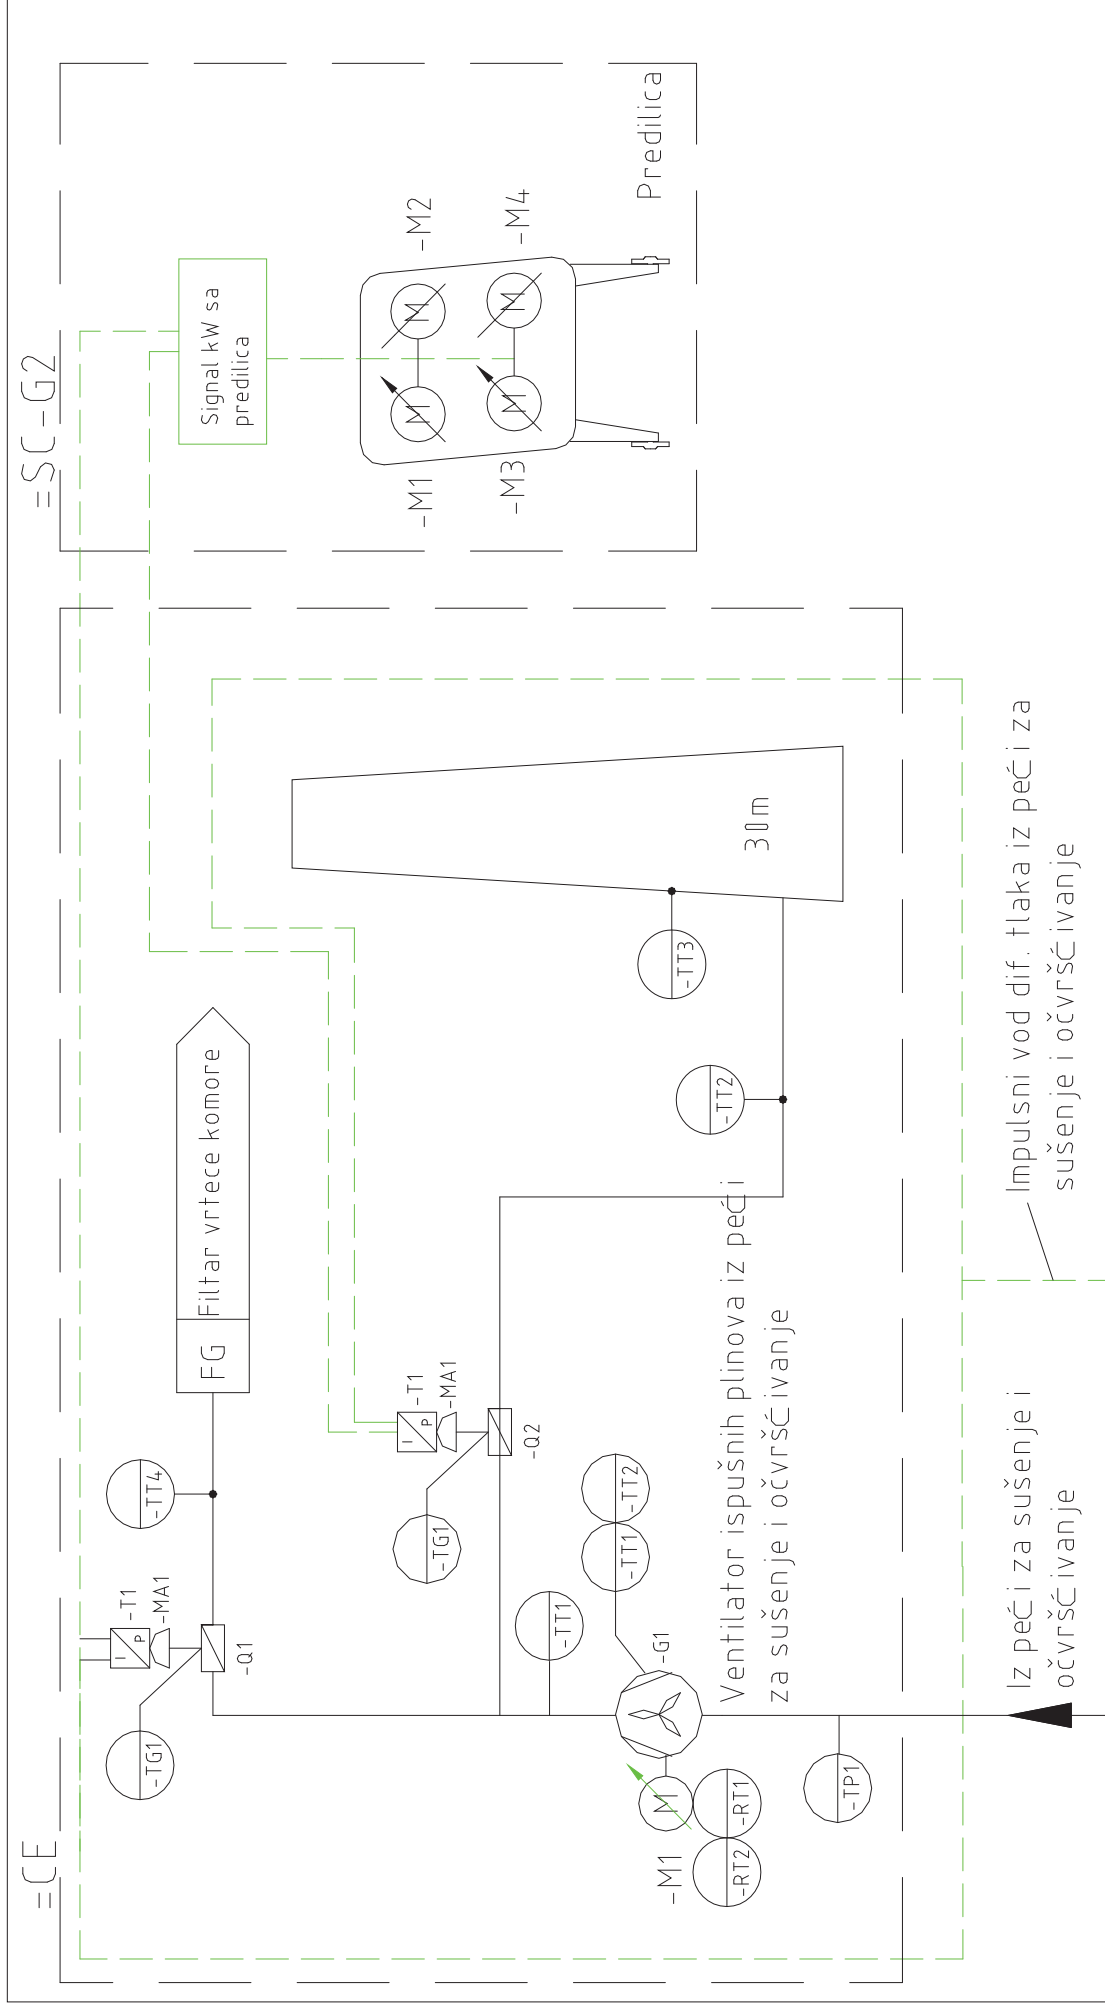 =CE
=SC-G2
-TG1
-T1
I
P
-MA1
-Q1
-TT4
FG
Filtar vrtece komore
-TG1
-T1
I
P
-MA1
-Q2
-TT1
-TT1
-TT2
-G1
M
-M1
-RT2
-RT1
-TP1
Ventilator ispušnih plinova iz peći i
za sušenje i očvršćivanje
-TT2
-TT3
30m
Iz peći za sušenje i
očvršćivanje
Impulsni vod dif. tlaka iz peći za
sušenje i očvršćivanje
Signal kW sa
predilica
-M1
M
M
-M2
-M3
M
M
-M4
Predilica